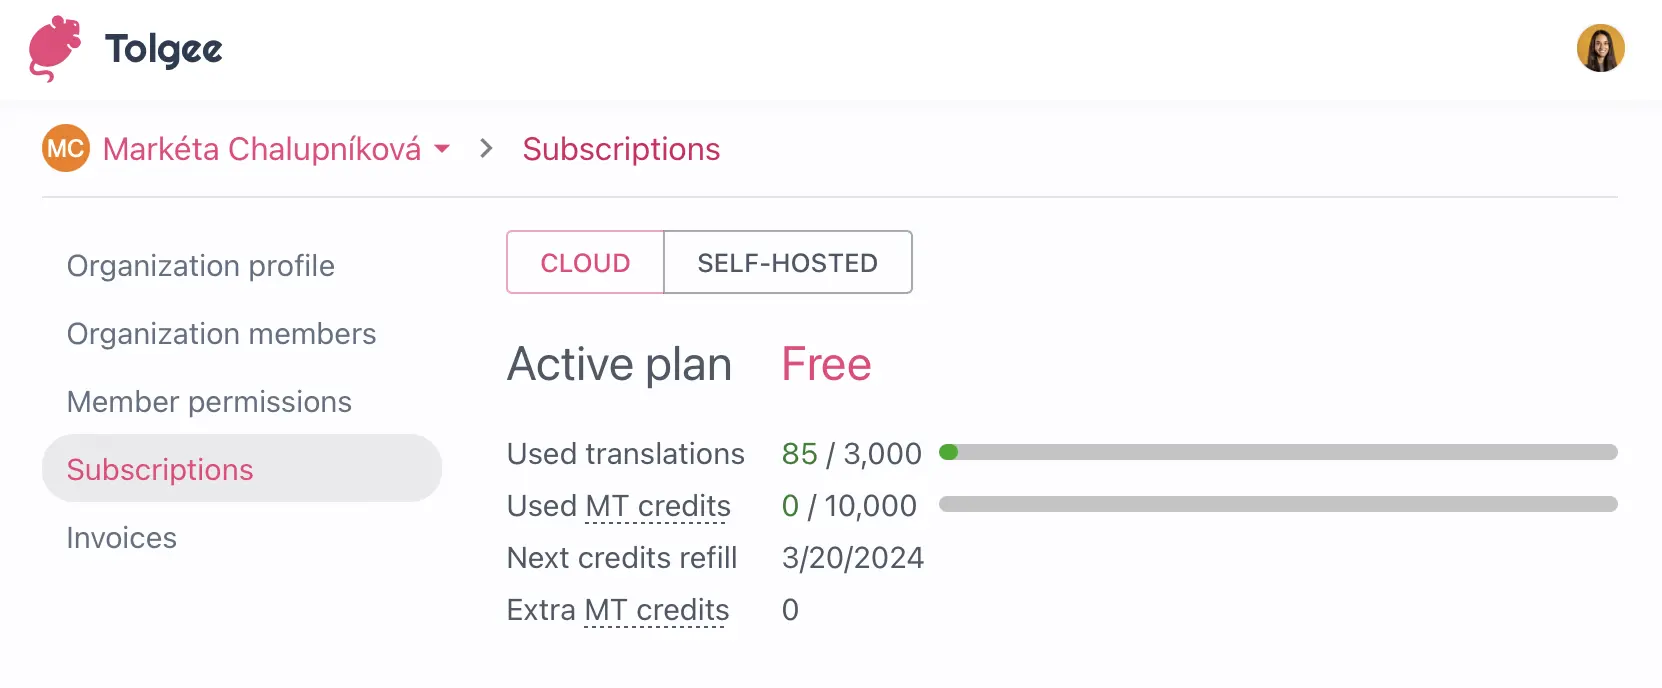 Tolgee
MC Markéta Chalupníková > Subscriptions
Organization profile
Organization members
Member permissions
Subscriptions
Invoices
CLOUD SELF-HOSTED
Active plan Free
Used translations 85 / 3,000
Used MT credits 0 / 10,000
Next credits refill 3/20/2024
Extra MT credits 0